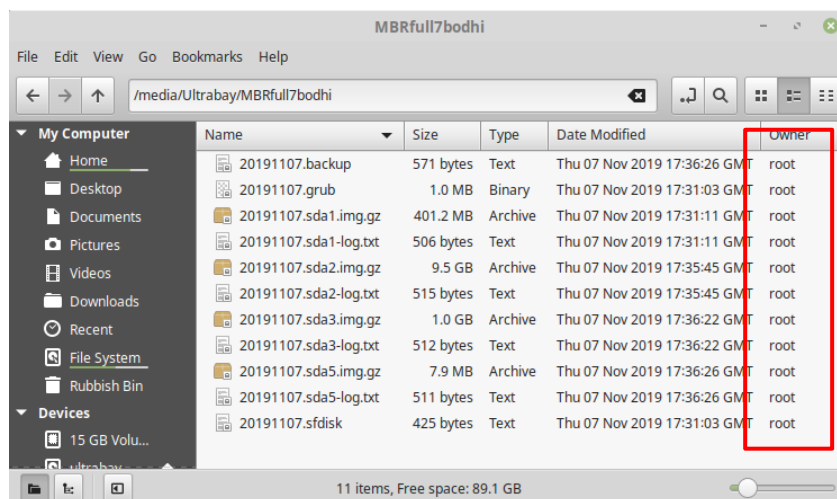 MBRfull7bodhi
File Edit View Go Bookmarks Help
/media/Ultrabay/MBRfull7bodhi
My Computer
Home
Desktop
Documents
Pictures
Videos
Downloads
Recent
File System
Rubbish Bin
Devices
15 GB Volu...
ultrabay
Name Size Type Date Modified Owner
20191107.backup 571 bytes Text Thu 07 Nov 2019 17:36:26 GMT root
20191107.grub 1.0 MB Binary Thu 07 Nov 2019 17:31:03 GMT root
20191107.sda1.img.gz 401.2 MB Archive Thu 07 Nov 2019 17:31:11 GMT root
20191107.sda1-log.txt 506 bytes Text Thu 07 Nov 2019 17:31:11 GMT root
20191107.sda2.img.gz 9.5 GB Archive Thu 07 Nov 2019 17:35:45 GMT root
20191107.sda2-log.txt 515 bytes Text Thu 07 Nov 2019 17:35:45 GMT root
20191107.sda3.img.gz 1.0 GB Archive Thu 07 Nov 2019 17:36:22 GMT root
20191107.sda3-log.txt 512 bytes Text Thu 07 Nov 2019 17:36:22 GMT root
20191107.sda5.img.gz 7.9 MB Archive Thu 07 Nov 2019 17:36:26 GMT root
20191107.sda5-log.txt 511 bytes Text Thu 07 Nov 2019 17:36:26 GMT root
20191107.sfdisk 425 bytes Text Thu 07 Nov 2019 17:31:03 GMT root
11 items, Free space: 89.1 GB